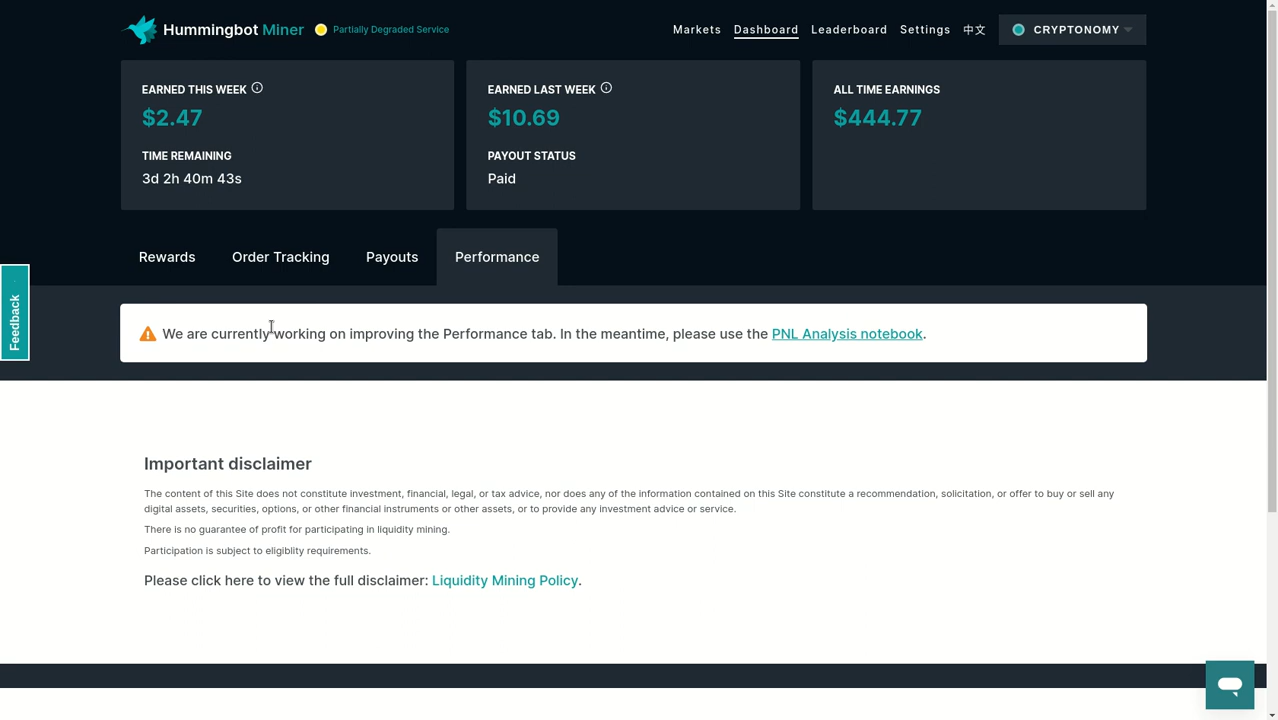 Hummingbot Miner
Partially Degraded Service
Markets
Dashboard
Leaderboard
Settings
中文
CRYPTONOMY
EARNED THIS WEEK
$2.47
TIME REMAINING
3d 2h 40m 43s
EARNED LAST WEEK
$10.69
PAYOUT STATUS
Paid
ALL TIME EARNINGS
$444.77
Rewards
Order Tracking
Payouts
Performance
Feedback
We are currently working on improving the Performance tab. In the meantime, please use the PNL Analysis notebook.
Important disclaimer
The content of this Site does not constitute investment, financial, legal, or tax advice, nor does any of the information contained on this Site constitute a recommendation, solicitation, or offer to buy or sell any
digital assets, securities, options, or other financial instruments or other assets, or to provide any investment advice or service.
There is no guarantee of profit for participating in liquidity mining.
Participation is subject to eligiblity requirements.
Please click here to view the full disclaimer: Liquidity Mining Policy.